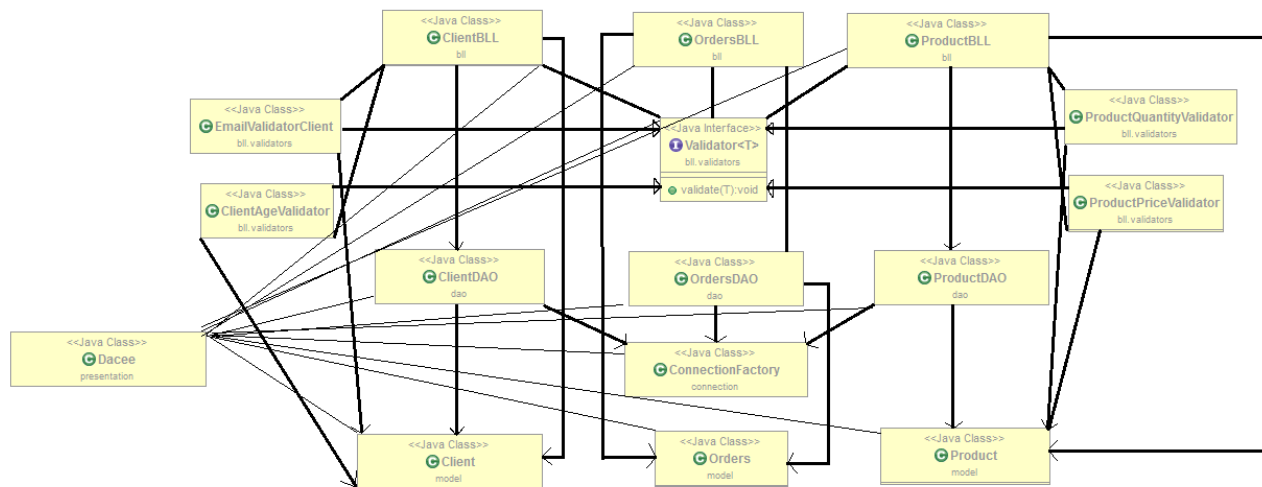 <<Java Class>>
ClientBLL
bll
<<Java Class>>
OrdersBLL
bll
<<Java Class>>
ProductBLL
bll
<<Java Class>>
EmailValidatorClient
bll.validators
<<Java Interface>>
Validator<T>
bll.validators
validate(T):void
<<Java Class>>
ProductQuantityValidator
bll.validators
<<Java Class>>
ClientAgeValidator
bll.validators
<<Java Class>>
ProductPriceValidator
bll.validators
<<Java Class>>
ClientDAO
dao
<<Java Class>>
OrdersDAO
dao
<<Java Class>>
ProductDAO
dao
<<Java Class>>
Dacee
presentation
<<Java Class>>
ConnectionFactory
connection
<<Java Class>>
Client
model
<<Java Class>>
Orders
model
<<Java Class>>
Product
model